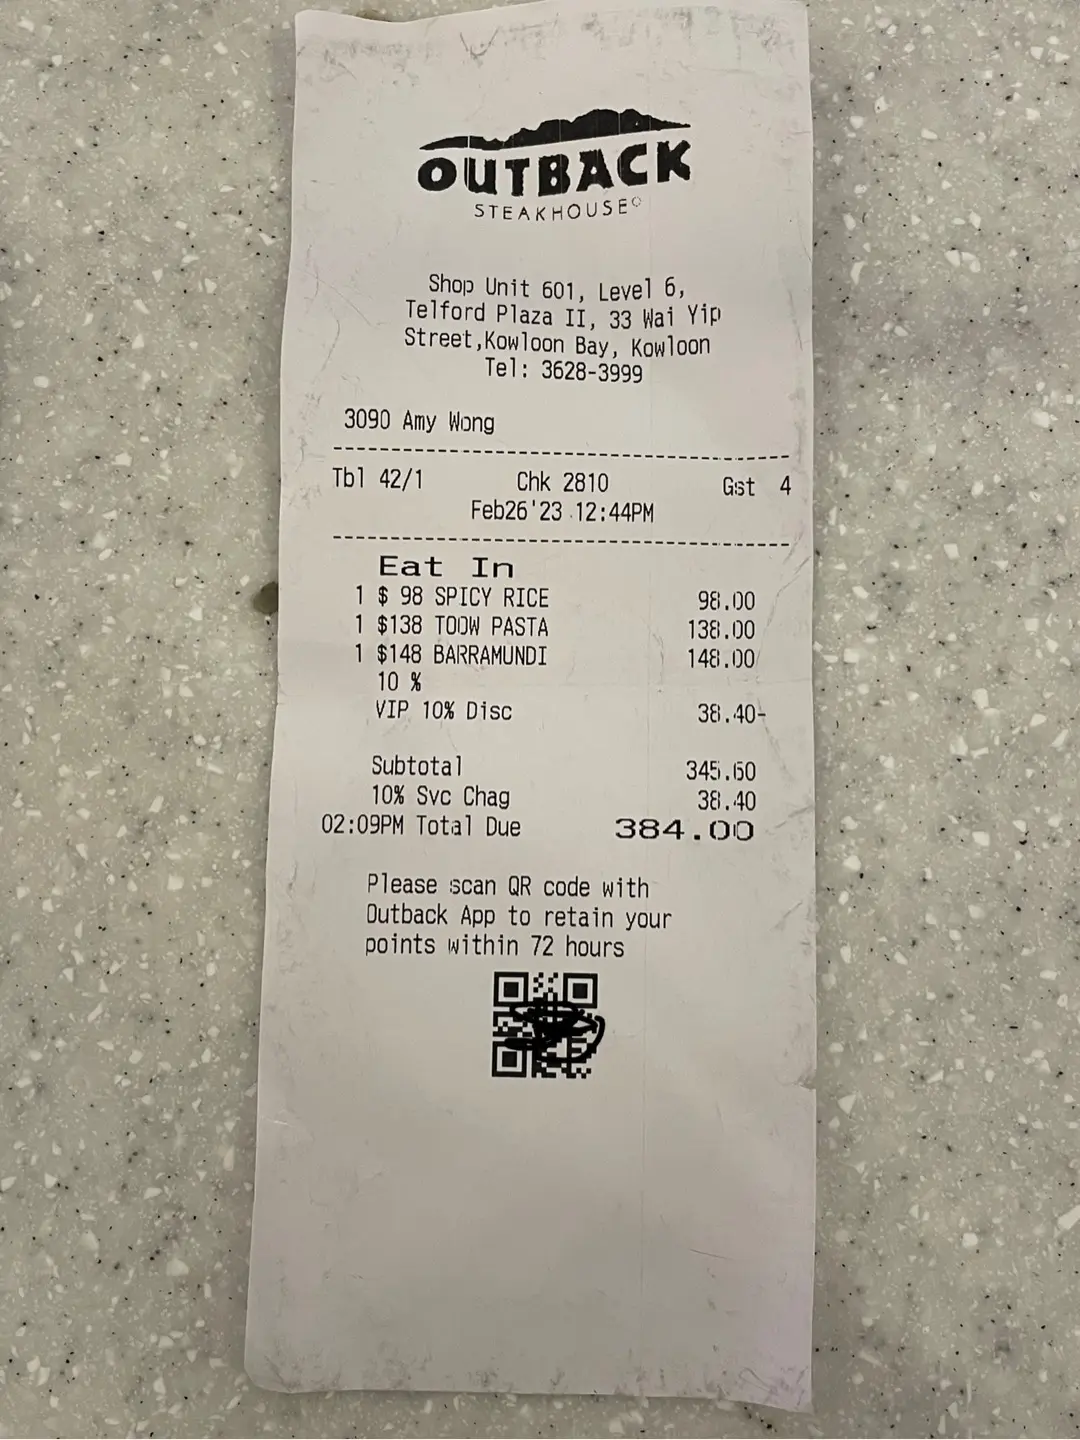 OUTBACK
STEAKHOUSE
Shop Unit 601, Level 6,
Telford Plaza II, 33 Wai Yip
Street,Kowloon Bay, Kowloon
Tel: 3628-3999
3090 Amy Wong
Tbl 42/1 Chk 2810 Gst 4
Feb26'23 12:44PM
Eat In
1 $ 98 SPICY RICE 98.00
1 $138 TOOW PASTA 138.00
1 $148 BARRAMUNDI 148.00
10 %
VIP 10% Disc 38.40-
Subtotal 345.60
10% Svc Chag 38.40
02:09PM Total Due 384.00
Please scan QR code with
Outback App to retain your
points within 72 hours